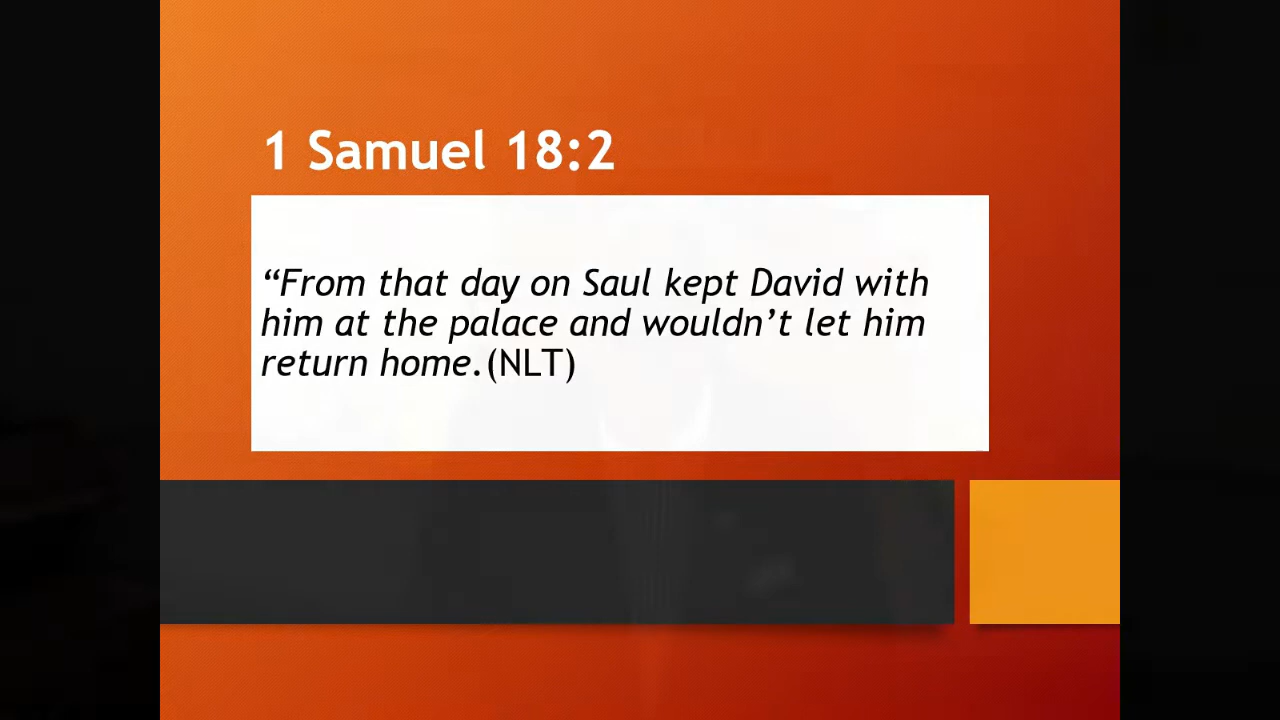 1 Samuel 18:2
“From that day on Saul kept David with
him at the palace and wouldn’t let him
return home.(NLT)